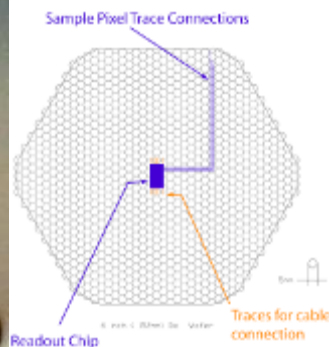 Sample Pixel Trace Connections
Traces for cable
connection
Readout Chip